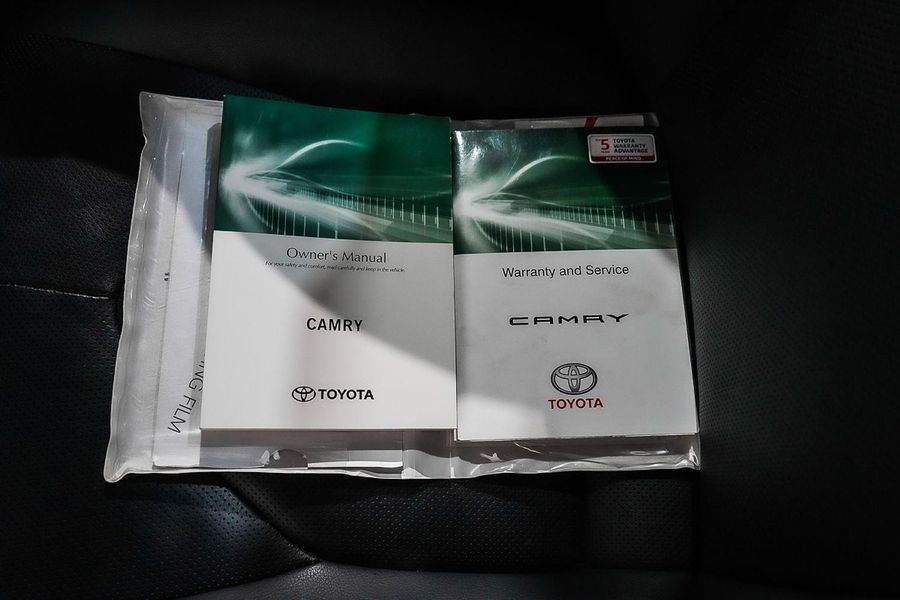 Owner's Manual
For your safety and comfort, read carefully and keep in the vehicle.
CAMRY
TOYOTA
5
TOYOTA
WARRANTY
ADVANTAGE
PEACE OF MIND
Warranty and Service
CAMRY
TOYOTA
ING FILM